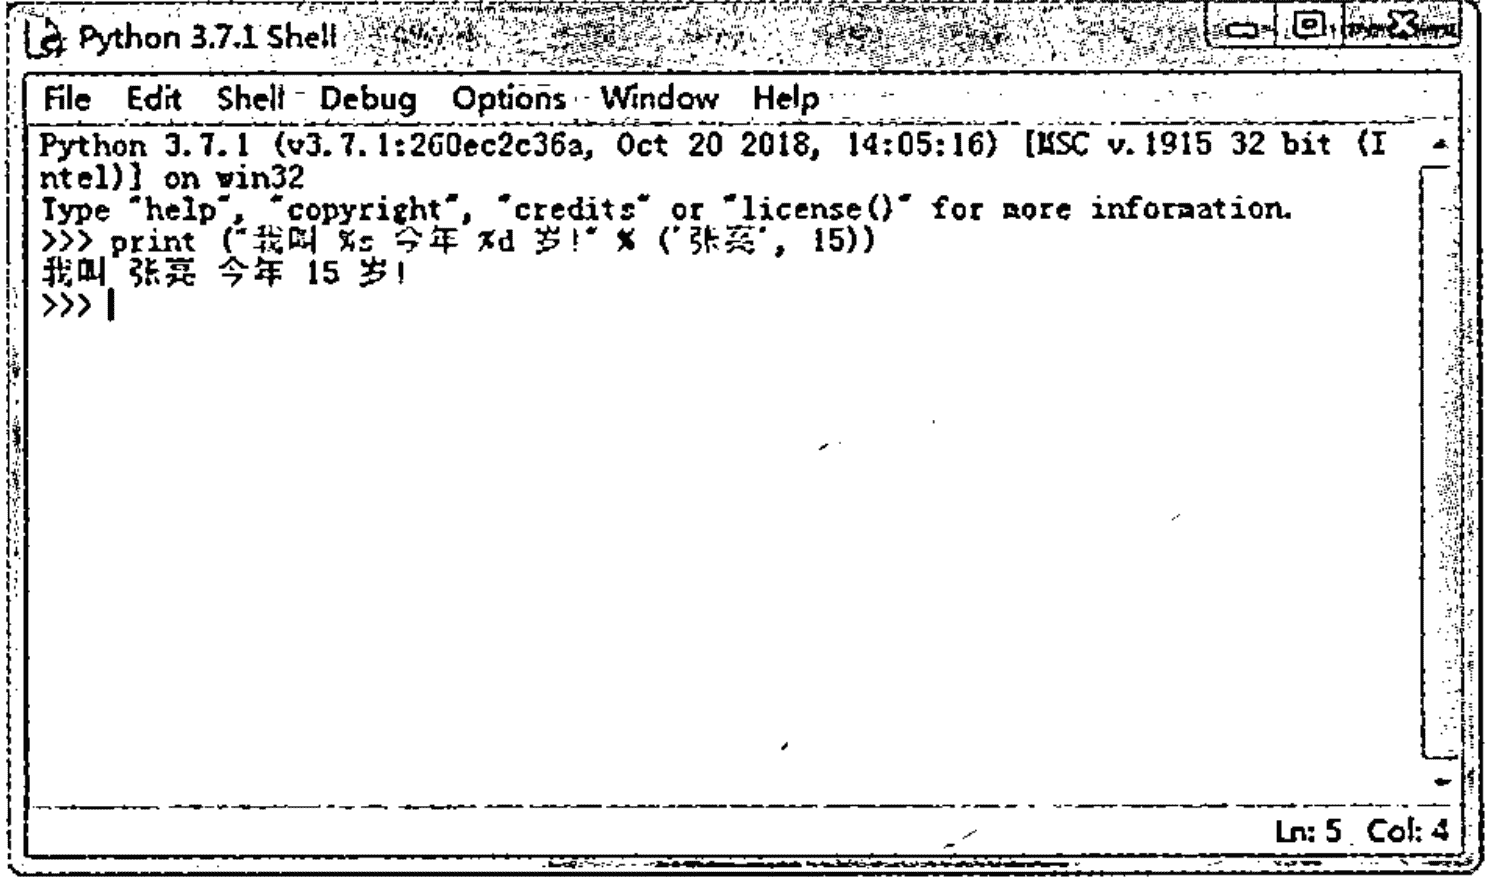 Python 3.7.1 Shell
File Edit Shell Debug Options Window Help
Python 3.7.1 (v3.7.1:260ec2c36a, Oct 20 2018, 14:05:16) [MSC v.1915 32 bit (I
ntel)] on win32
Type "help", "copyright", "credits" or "license()" for more information.
>>> print ("我叫 %s 今年 %d 岁!" % ('张亮', 15))
我叫 张亮 今年 15 岁!
>>>
Ln: 5 Col: 4